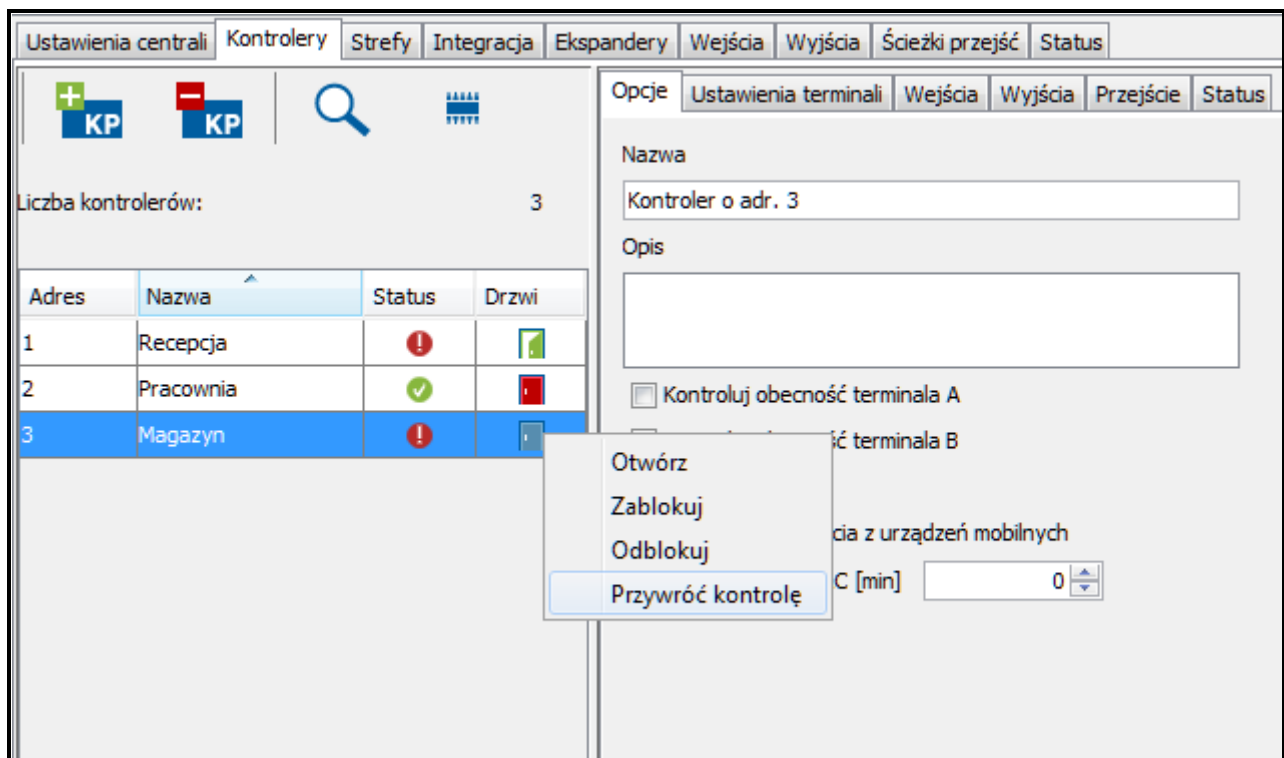 Ustawienia centrali Kontrolery Strefy Integracja Ekspandery Wejścia Wyjścia Ścieżki przejść Status
KP KP
Liczba kontrolerów: 3
Adres Nazwa Status Drzwi
1 Recepcja
2 Pracownia
3 Magazyn
Opcje Ustawienia terminali Wejścia Wyjścia Przejście Status
Nazwa
Kontroler o adr. 3
Opis
Kontroluj obecność terminala A
terminala B
z urządzeń mobilnych
C [min] 0
Otwórz
Zablokuj
Odblokuj
Przywróć kontrolę